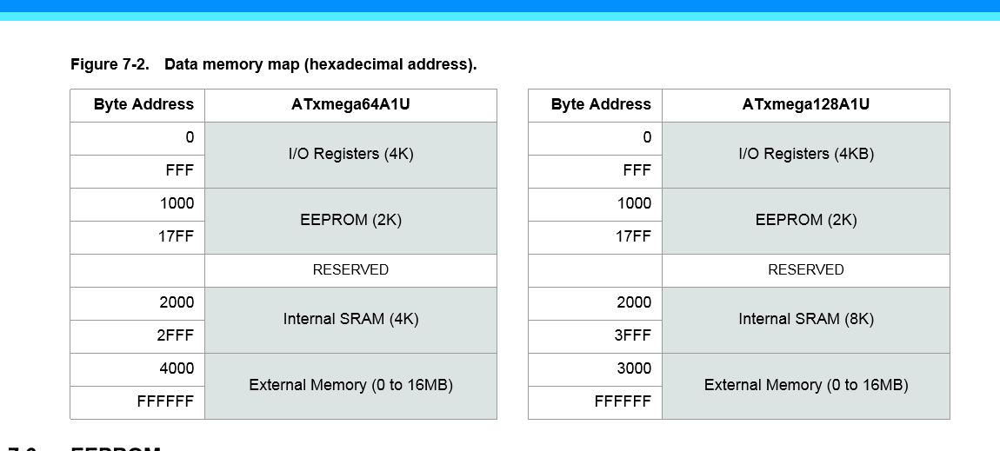 Figure 7-2. Data memory map (hexadecimal address).
Byte Address ATxmega64A1U
0
I/O Registers (4K)
FFF
1000
EEPROM (2K)
17FF
RESERVED
2000
Internal SRAM (4K)
2FFF
4000
External Memory (0 to 16MB)
FFFFFF
Byte Address ATxmega128A1U
0
I/O Registers (4KB)
FFF
1000
EEPROM (2K)
17FF
RESERVED
2000
Internal SRAM (8K)
3FFF
3000
External Memory (0 to 16MB)
FFFFFF
EEPROM